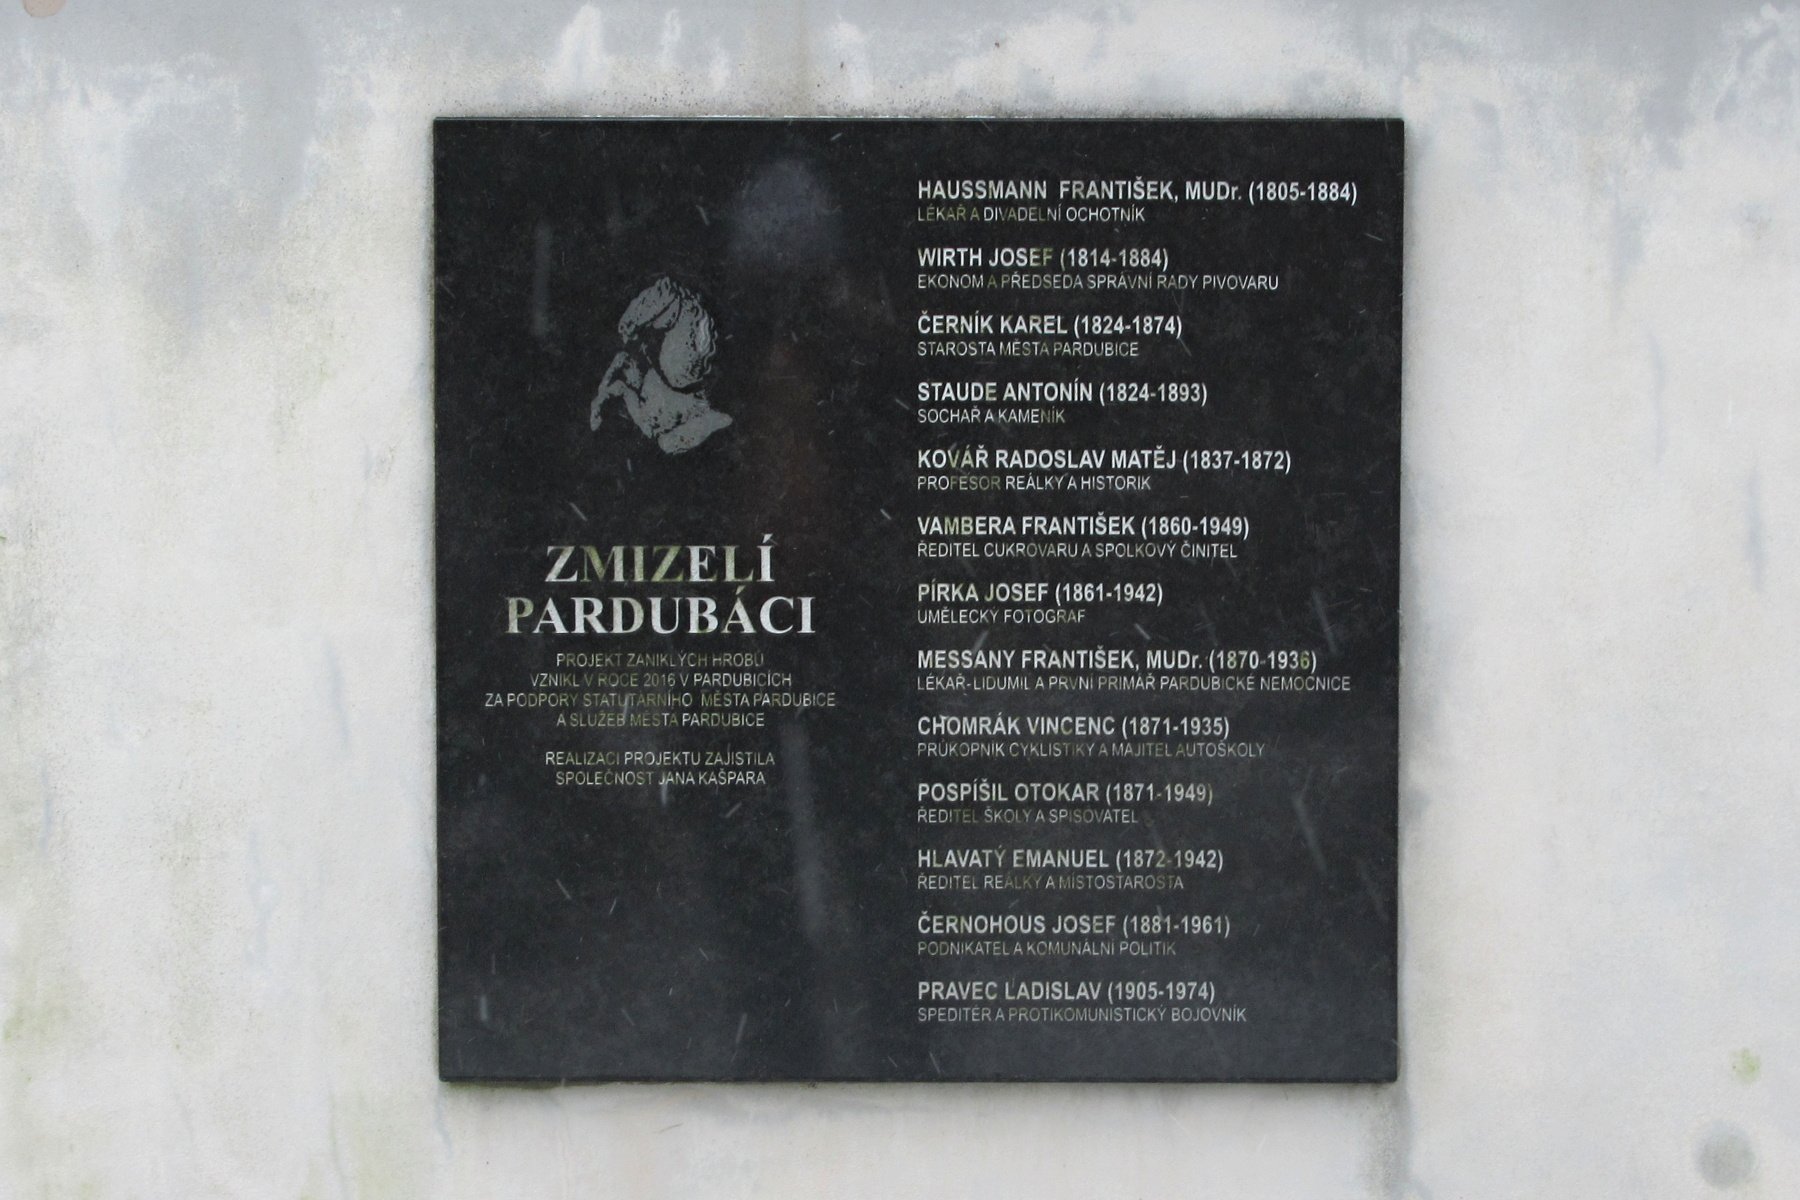 ZMIZELÍ
PARDUBÁCI
PROJEKT ZANIKLÝCH HROBŮ
VZNIKL V ROCE 2016 V PARDUBICÍCH
ZA PODPORY STATUTÁRNÍHO MĚSTA PARDUBICE
A SLUŽEB MĚSTA PARDUBICE
REALIZACI PROJEKTU ZAJISTILA
SPOLEČNOST JANA KAŠPARA
HAUSSMANN FRANTIŠEK, MUDr. (1805-1884)
LÉKAŘ A DIVADELNÍ OCHOTNÍK
WIRTH JOSEF (1814-1884)
EKONOM A PŘEDSEDA SPRÁVNÍ RADY PIVOVARU
ČERNÍK KAREL (1824-1874)
STAROSTA MĚSTA PARDUBICE
STAUDE ANTONÍN (1824-1893)
SOCHAŘ A KAMENÍK
KOVÁŘ RADOSLAV MATĚJ (1837-1872)
PROFESOR REÁLKY A HISTORIK
VAMBERA FRANTIŠEK (1860-1949)
ŘEDITEL CUKROVARU A SPOLKOVÝ ČINITEL
PÍRKA JOSEF (1861-1942)
UMĚLECKÝ FOTOGRAF
MESSANY FRANTIŠEK, MUDr. (1870-1936)
LÉKAŘ-LIDUMIL A PRVNÍ PRIMÁŘ PARDUBICKÉ NEMOCNICE
CHOMRÁK VINCENC (1871-1935)
PRŮKOPNÍK CYKLISTIKY A MAJITEL AUTOŠKOLY
POSPÍŠIL OTOKAR (1871-1949)
ŘEDITEL ŠKOLY A SPISOVATEL
HLAVATÝ EMANUEL (1872-1942)
ŘEDITEL REÁLKY A MÍSTOSTAROSTA
ČERNOHOUS JOSEF (1881-1961)
PODNIKATEL A KOMUNÁLNÍ POLITIK
PRAVEC LADISLAV (1905-1974)
SPEDITÉR A PROTIKOMUNISTICKÝ BOJOVNÍK